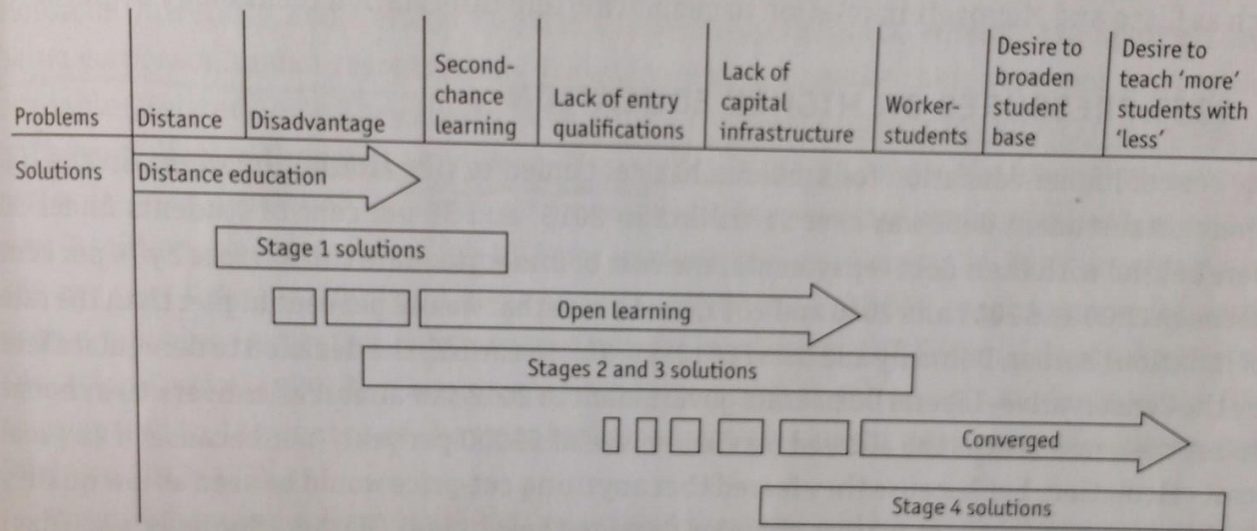 Problems
Distance
Disadvantage
Second-
chance
learning
Lack of entry
qualifications
Lack of
capital
infrastructure
Worker-
students
Desire to
broaden
student
base
Desire to
teach ‘more’
students with
‘less’
Solutions
Distance education
Stage 1 solutions
Open learning
Stages 2 and 3 solutions
Converged
Stage 4 solutions